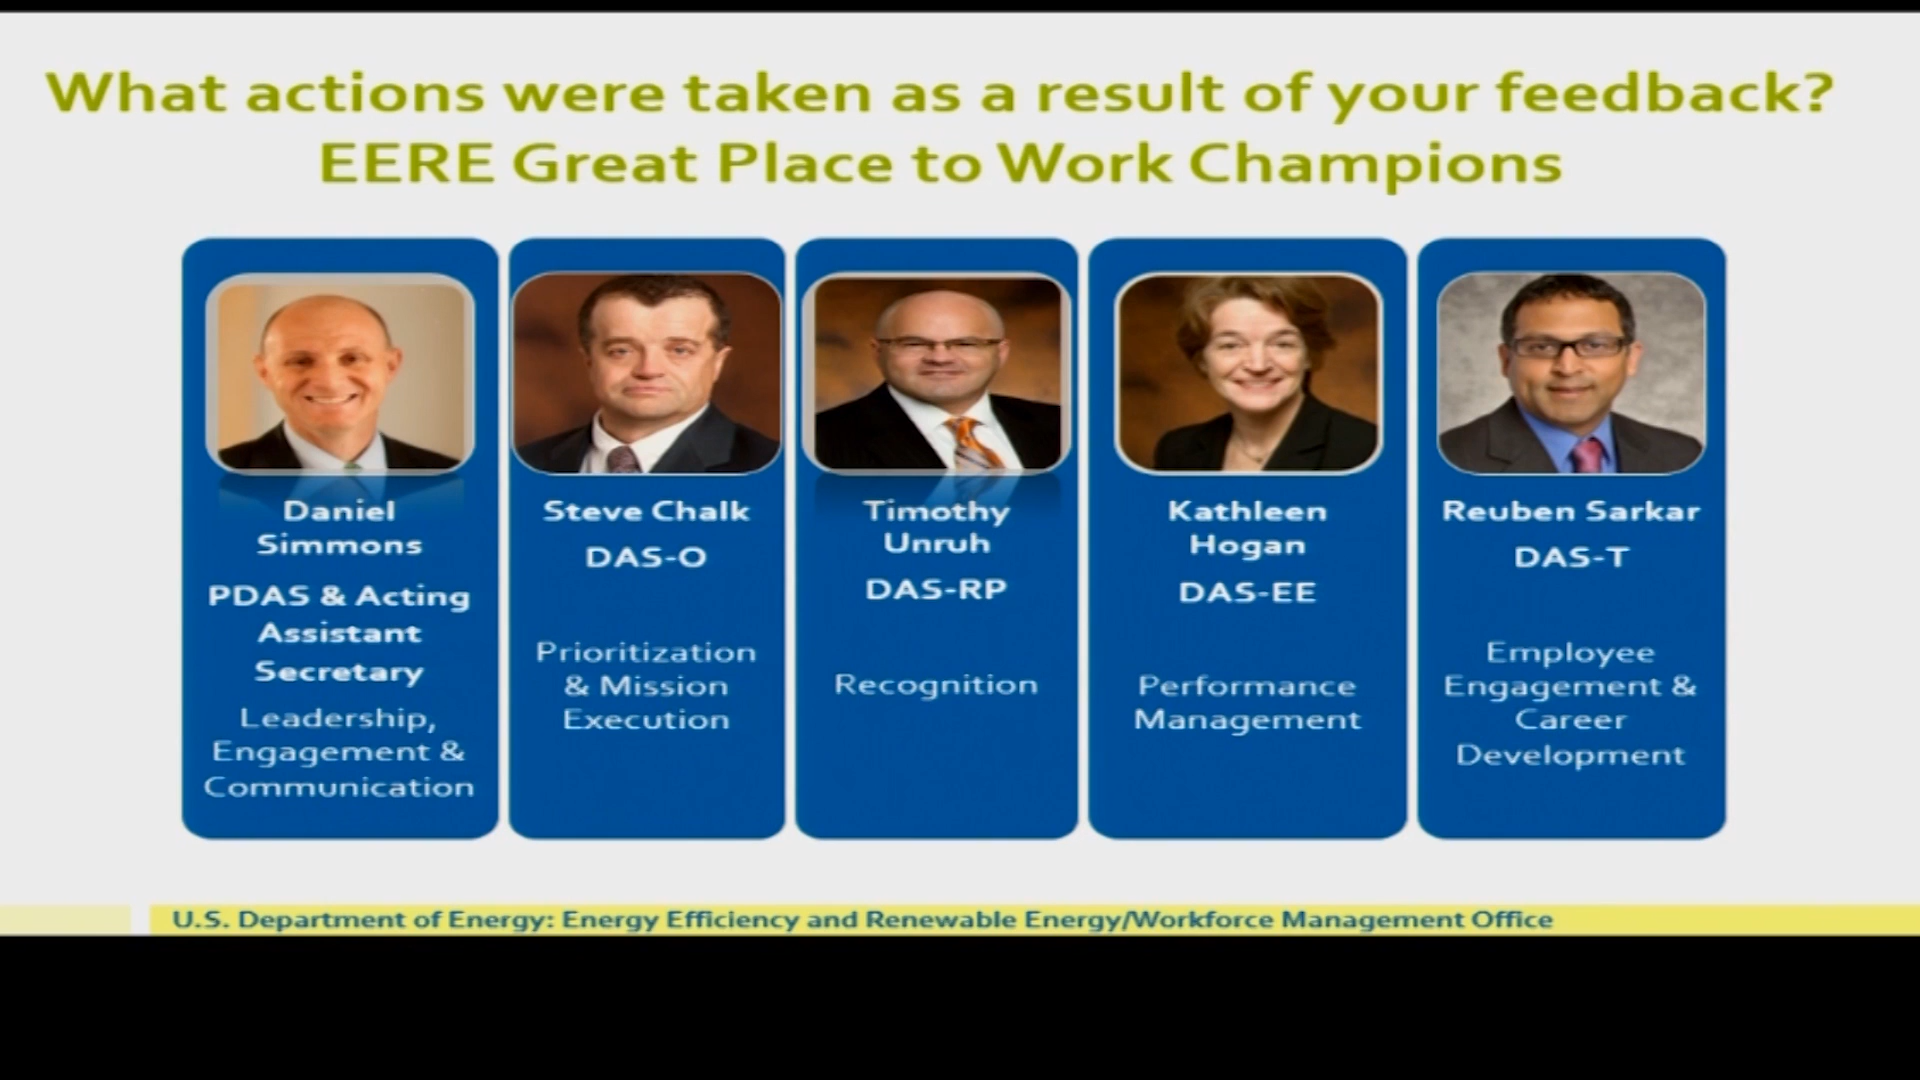 What actions were taken as a result of your feedback?
EERE Great Place to Work Champions
Daniel
Simmons
PDAS & Acting
Assistant
Secretary
Leadership,
Engagement &
Communication
Steve Chalk
DAS-O
Prioritization
& Mission
Execution
Timothy
Unruh
DAS-RP
Recognition
Kathleen
Hogan
DAS-EE
Performance
Management
Reuben Sarkar
DAS-T
Employee
Engagement &
Career
Development
U.S. Department of Energy: Energy Efficiency and Renewable Energy/Workforce Management Office